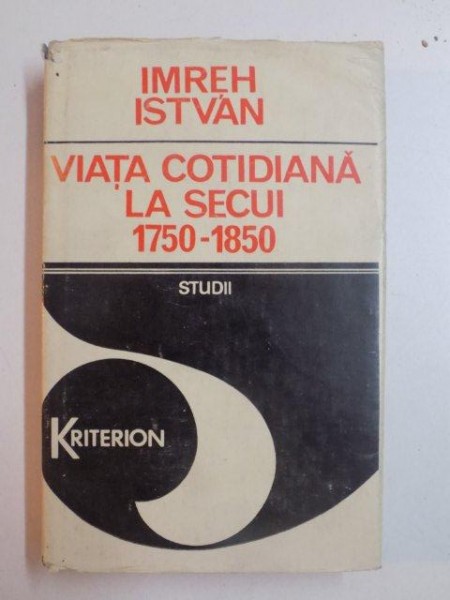 IMREH
ISTVÁN
VIAȚA COTIDIANĂ
LA SECUI
1750-1850
STUDII
KRITERION